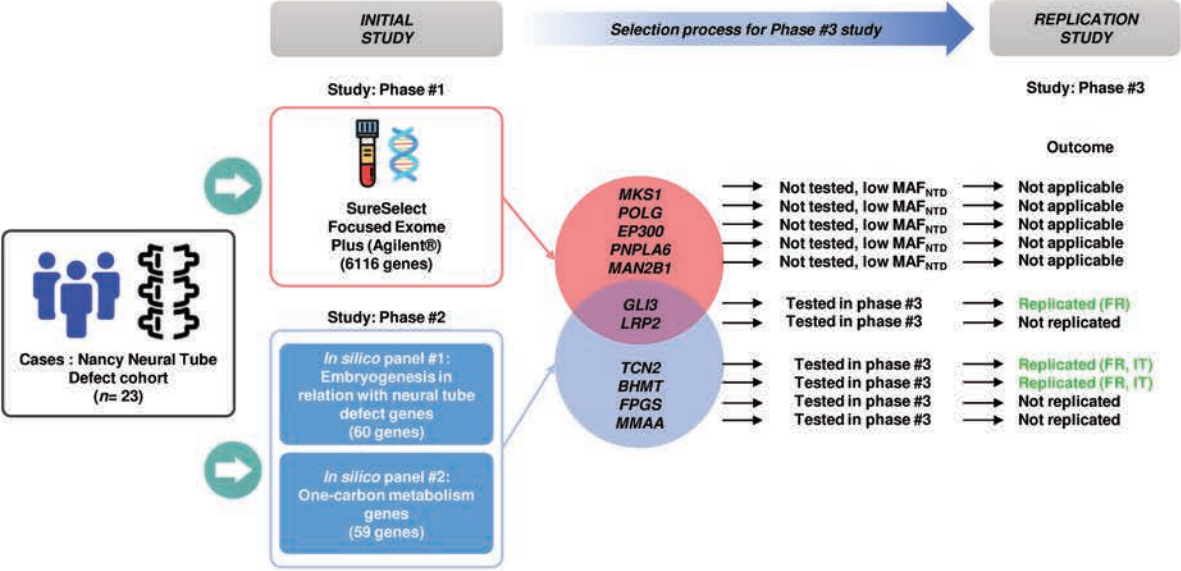 INITIAL
STUDY
Selection process for Phase #3 study
REPLICATION
STUDY
Study: Phase #1
Study: Phase #3
SureSelect
Focused Exome
Plus (Agilent®)
(6116 genes)
Outcome
MKS1 Not tested, low MAFNTD Not applicable
POLG Not tested, low MAFNTD Not applicable
EP300 Not tested, low MAFNTD Not applicable
PNPLA6 Not tested, low MAFNTD Not applicable
MAN2B1 Not tested, low MAFNTD Not applicable
GLI3 Tested in phase #3 Replicated (FR)
LRP2 Tested in phase #3 Not replicated
TCN2 Tested in phase #3 Replicated (FR, IT)
BHMT Tested in phase #3 Replicated (FR, IT)
FPGS Tested in phase #3 Not replicated
MMAA Tested in phase #3 Not replicated
Cases : Nancy Neural Tube
Defect cohort
(n= 23)
Study: Phase #2
In silico panel #1:
Embryogenesis in
relation with neural tube
defect genes
(60 genes)
In silico panel #2:
One-carbon metabolism
genes
(59 genes)